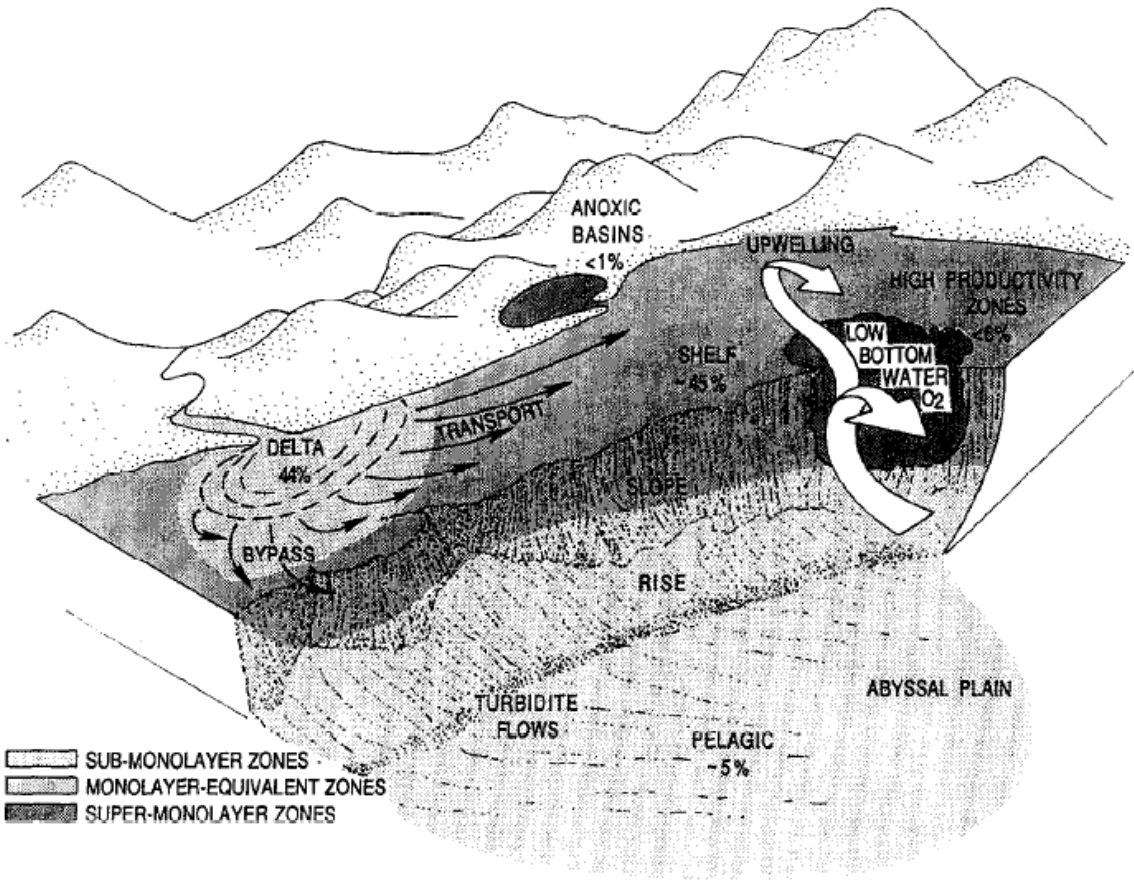 ANOXIC
BASINS
<1%
UPWELLING
HIGH PRODUCTIVITY
ZONES
<6%
LOW
BOTTOM
WATER
O2
SHELF
~45%
TRANSPORT
DELTA
44%
SLOPE
BYPASS
RISE
TURBIDITE
FLOWS
ABYSSAL PLAIN
PELAGIC
~5%
SUB-MONOLAYER ZONES
MONOLAYER-EQUIVALENT ZONES
SUPER-MONOLAYER ZONES